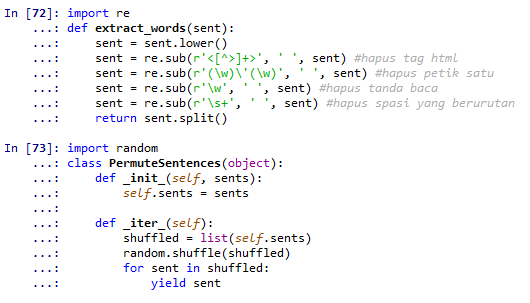 In [72]: import re
    ...: def extract_words(sent):
    ...:     sent = sent.lower()
    ...:     sent = re.sub(r'<[^>]+>', ' ', sent) #hapus tag html
    ...:     sent = re.sub(r'(\w)\'(\w)', ' ', sent) #hapus petik satu
    ...:     sent = re.sub(r'\w', ' ', sent) #hapus tanda baca
    ...:     sent = re.sub(r'\s+', ' ', sent) #hapus spasi yang berurutan
    ...:     return sent.split()

In [73]: import random
    ...: class PermuteSentences(object):
    ...:     def _init_(self, sents):
    ...:         self.sents = sents
    ...:
    ...:     def _iter_(self):
    ...:         shuffled = list(self.sents)
    ...:         random.shuffle(shuffled)
    ...:         for sent in shuffled:
    ...:             yield sent